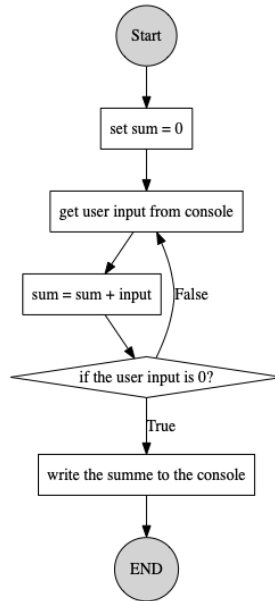 Start
set sum = 0
get user input from console
sum = sum + input
False
if the user input is 0?
True
write the summe to the console
END